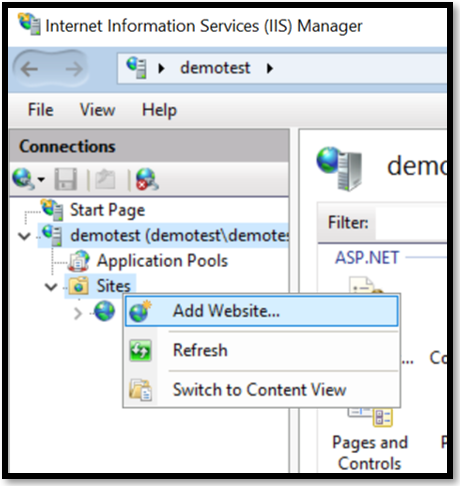 Internet Information Services (IIS) Manager
demotest
File View Help
Connections
Start Page
demotest (demotest\demotes
Application Pools
Sites
Add Website...
Refresh
Switch to Content View
demo
Filter:
ASP.NET
... Co
Pages and
Controls